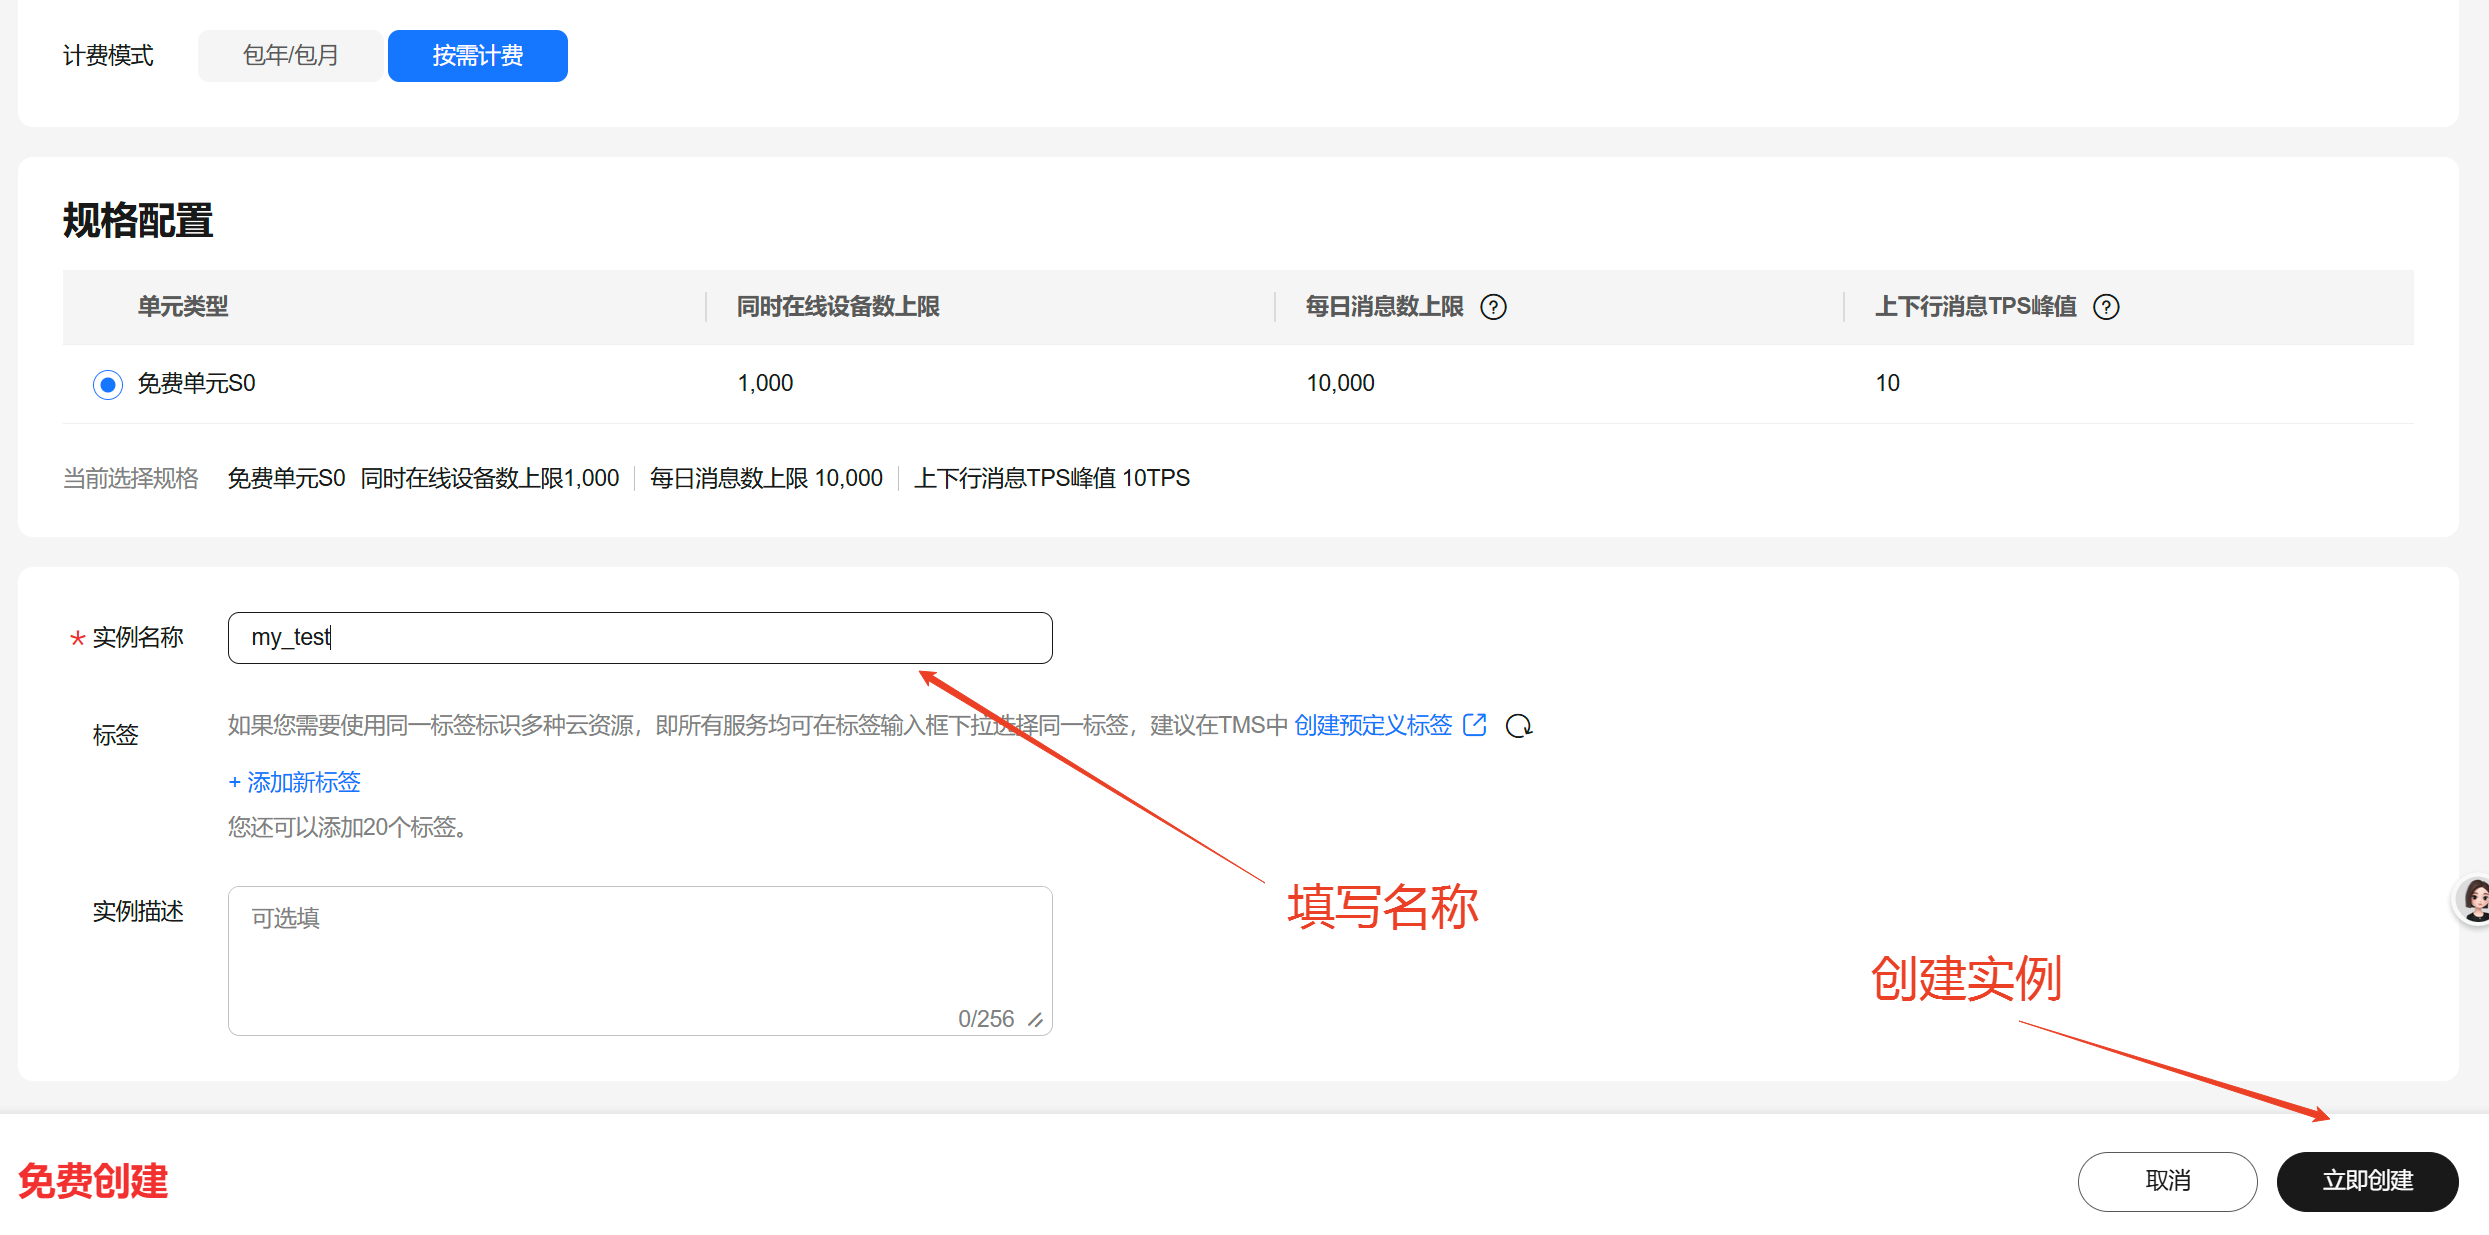 计费模式 包年/包月 按需计费
规格配置
单元类型 同时在线设备数上限 每日消息数上限 ? 上下行消息TPS峰值 ?
免费单元S0 1,000 10,000 10
当前选择规格 免费单元S0 同时在线设备数上限1,000 每日消息数上限 10,000 上下行消息TPS峰值 10TPS
* 实例名称 my_test
标签 如果您需要使用同一标签标识多种云资源，即所有服务均可在标签输入框下拉选择同一标签，建议在TMS中 创建预定义标签
+ 添加新标签
您还可以添加20个标签。
填写名称
实例描述 可选填
0/256
创建实例
免费创建 取消 立即创建